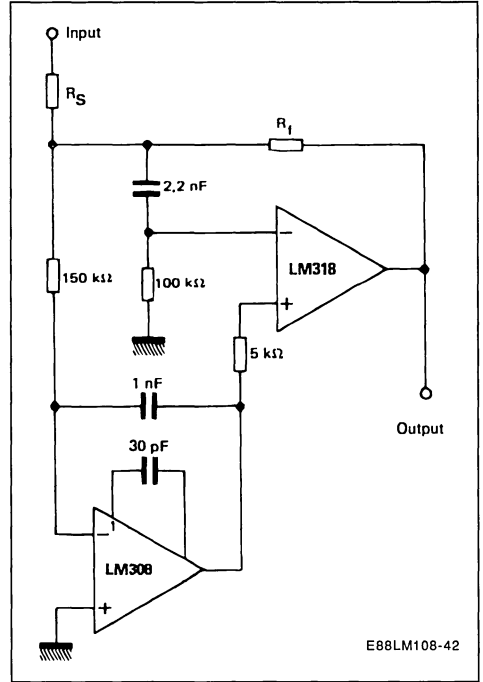 Input
R_S
R_f
2,2 nF
150 kΩ
100 kΩ
−
LM318
+
5 kΩ
1 nF
30 pF
Output
−
LM308
+
E88LM108-42